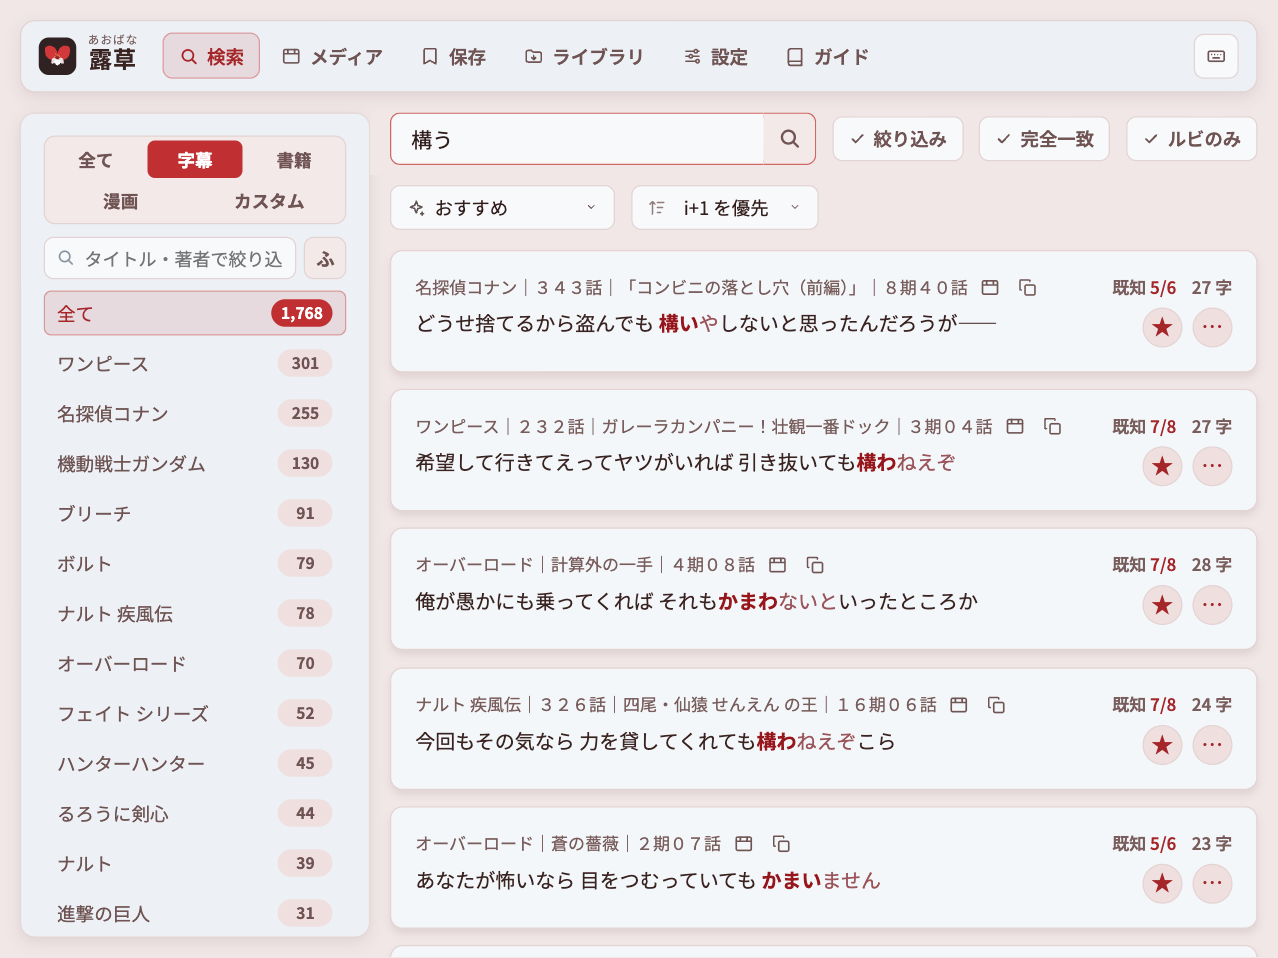 あおばな
露草
検索
メディア
保存
ライブラリ
設定
ガイド
全て
字幕
書籍
漫画
カスタム
タイトル・著者で絞り込
ふ
全て 1,768
ワンピース 301
名探偵コナン 255
機動戦士ガンダム 130
ブリーチ 91
ボルト 79
ナルト 疾風伝 78
オーバーロード 70
フェイト シリーズ 52
ハンターハンター 45
るろうに剣心 44
ナルト 39
進撃の巨人 31
構う
絞り込み
完全一致
ルビのみ
おすすめ
i+1 を優先
名探偵コナン｜３４３話｜「コンビニの落とし穴（前編）」｜８期４０話 既知 5/6 27 字
どうせ捨てるから盗んでも 構いやしないと思ったんだろうが――
ワンピース｜２３２話｜ガレーラカンパニー！壮観一番ドック｜３期０４話 既知 7/8 27 字
希望して行きてえってヤツがいれば 引き抜いても構わねえぞ
オーバーロード｜計算外の一手｜４期０８話 既知 7/8 28 字
俺が愚かにも乗ってくれば それもかまわないといったところか
ナルト 疾風伝｜３２６話｜四尾・仙猿 せんえん の王｜１６期０６話 既知 7/8 24 字
今回もその気なら 力を貸してくれても構わねえぞこら
オーバーロード｜蒼の薔薇｜２期０７話 既知 5/6 23 字
あなたが怖いなら 目をつむっていても かまいません